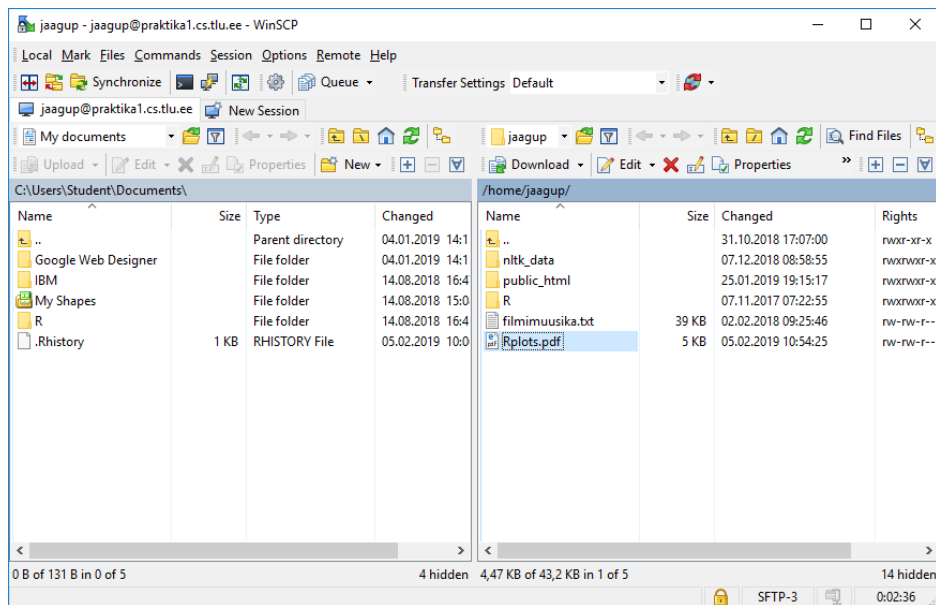 jaagup - jaagup@praktika1.cs.tlu.ee - WinSCP
Local Mark Files Commands Session Options Remote Help
Synchronize Queue Transfer Settings Default
jaagup@praktika1.cs.tlu.ee New Session
My documents jaagup Find Files
Upload Edit Properties New Download Edit Properties »
C:\Users\Student\Documents\ /home/jaagup/
Name Size Type Changed Name Size Changed Rights
.. Parent directory 04.01.2019 14:1 .. 31.10.2018 17:07:00 rwxr-xr-x
Google Web Designer File folder 04.01.2019 14:1 nltk_data 07.12.2018 08:58:55 rwxrwxr-x
IBM File folder 14.08.2018 16:4 public_html 25.01.2019 19:15:17 rwxrwxr-x
My Shapes File folder 14.08.2018 15:0 R 07.11.2017 07:22:55 rwxrwxr-x
R File folder 14.08.2018 16:4 filmimuusika.txt 39 KB 02.02.2018 09:25:46 rw-rw-r--
.Rhistory 1 KB RHISTORY File 05.02.2019 10:0 Rplots.pdf 5 KB 05.02.2019 10:54:25 rw-rw-r--
0 B of 131 B in 0 of 5 4 hidden 4,47 KB of 43,2 KB in 1 of 5 14 hidden
SFTP-3 0:02:36